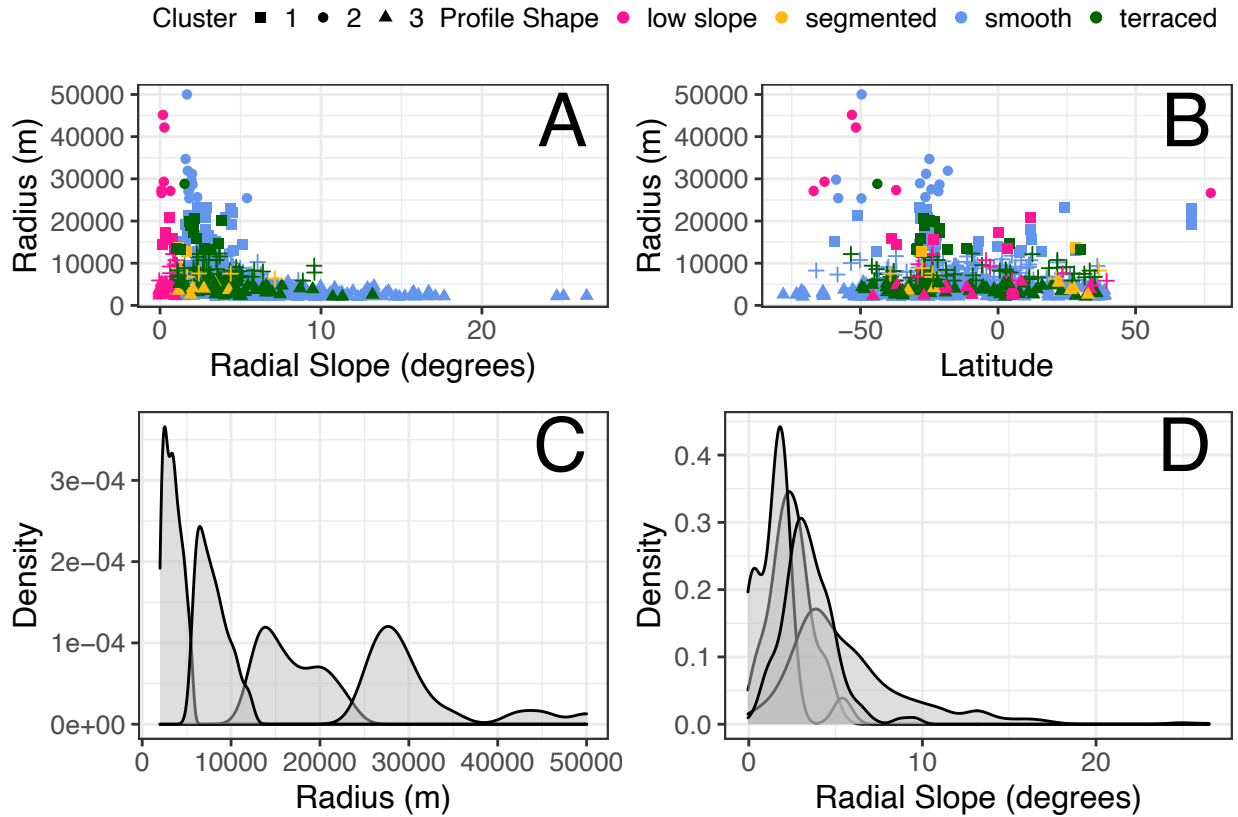 Cluster 1 2 3 Profile Shape low slope segmented smooth terraced
A
50000
40000
30000
20000
10000
0
Radius (m)
0 10 20
Radial Slope (degrees)
B
50000
40000
30000
20000
10000
0
Radius (m)
−50 0 50
Latitude
C
3e−04
2e−04
1e−04
0e+00
Density
0 10000 20000 30000 40000 50000
Radius (m)
D
0.4
0.3
0.2
0.1
0.0
Density
0 10 20
Radial Slope (degrees)